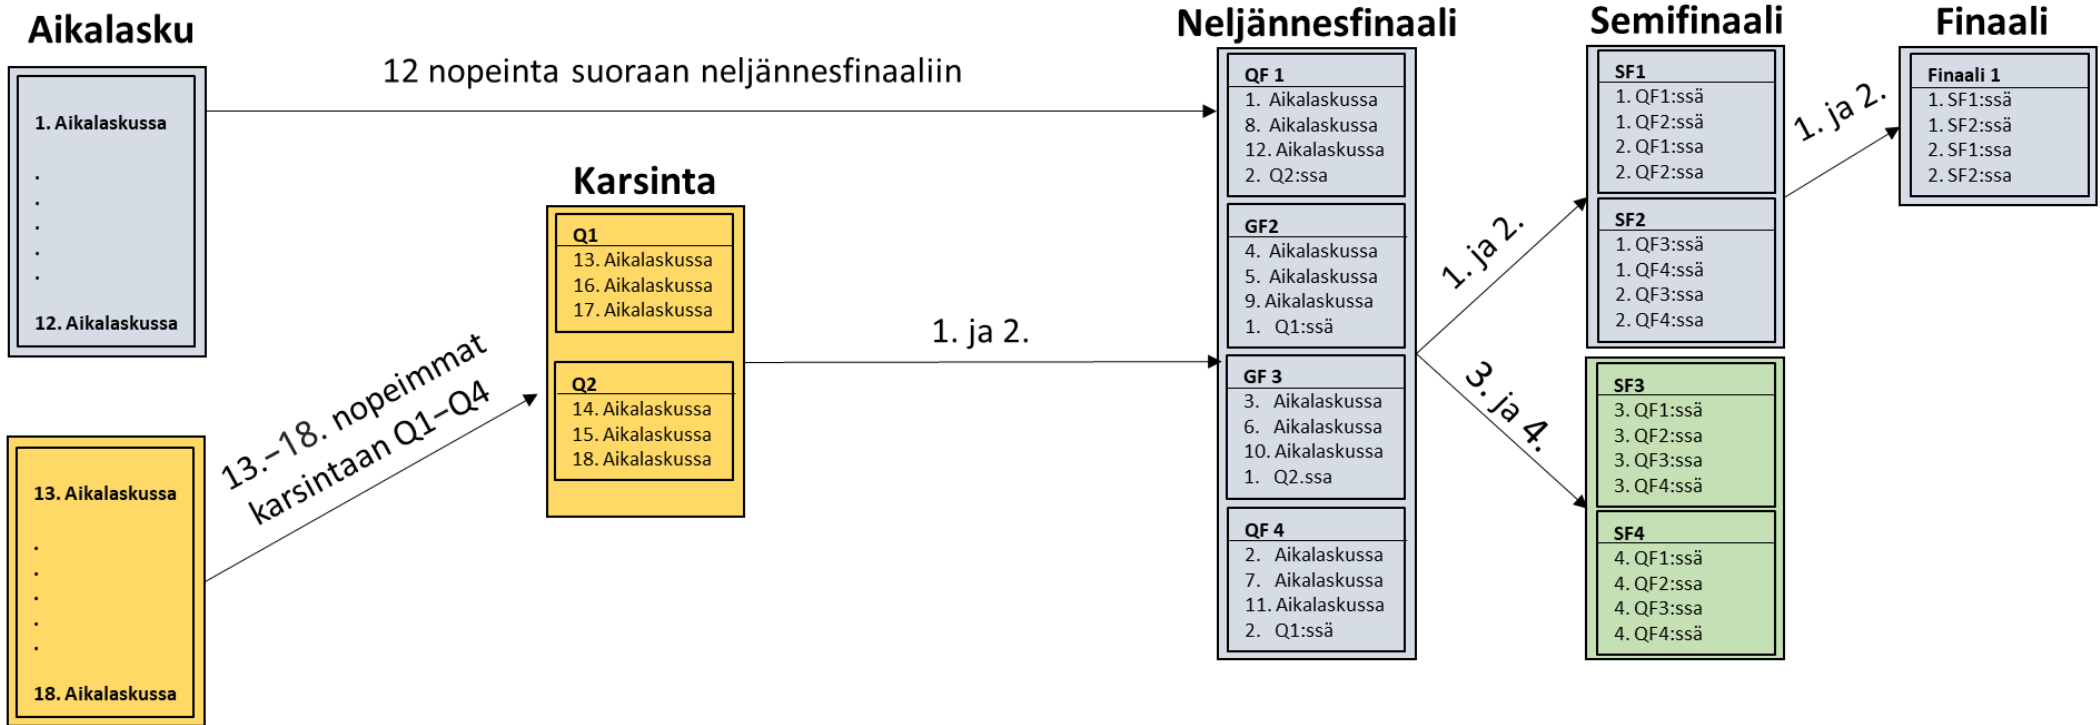 Aikalasku
1. Aikalaskussa
.
.
.
.
.
12. Aikalaskussa
13. Aikalaskussa
.
.
.
.
.
18. Aikalaskussa
12 nopeinta suoraan neljännesfinaaliin
13.–18. nopeimmat
karsintaan Q1–Q4
Karsinta
Q1
13. Aikalaskussa
16. Aikalaskussa
17. Aikalaskussa
Q2
14. Aikalaskussa
15. Aikalaskussa
18. Aikalaskussa
1. ja 2.
Neljännesfinaali
QF 1
1. Aikalaskussa
8. Aikalaskussa
12. Aikalaskussa
2. Q2:ssa
GF2
4. Aikalaskussa
5. Aikalaskussa
9. Aikalaskussa
1. Q1:ssä
GF 3
3. Aikalaskussa
6. Aikalaskussa
10. Aikalaskussa
1. Q2.ssa
QF 4
2. Aikalaskussa
7. Aikalaskussa
11. Aikalaskussa
2. Q1:ssä
1. ja 2.
3. ja 4.
Semifinaali
SF1
1. QF1:ssä
1. QF2:ssä
2. QF1:ssa
2. QF2:ssa
SF2
1. QF3:ssä
1. QF4:ssä
2. QF3:ssa
2. QF4:ssa
SF3
3. QF1:ssä
3. QF2:ssa
3. QF3:ssa
3. QF4:ssä
SF4
4. QF1:ssä
4. QF2:ssa
4. QF3:ssa
4. QF4:ssä
1. ja 2.
Finaali
Finaali 1
1. SF1:ssä
1. SF2:ssä
2. SF1:ssa
2. SF2:ssa